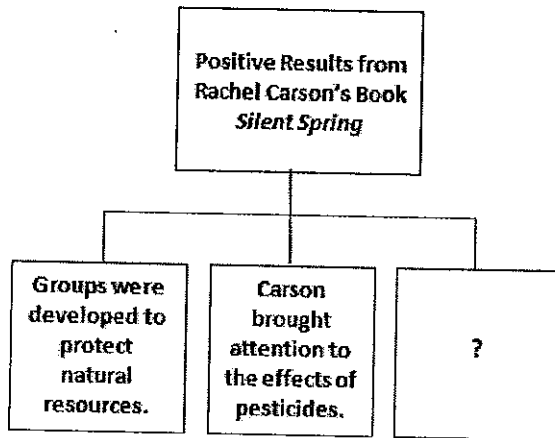 Positive Results from
Rachel Carson's Book
Silent Spring
Groups were
developed to
protect
natural
resources.
Carson
brought
attention to
the effects of
pesticides.
?